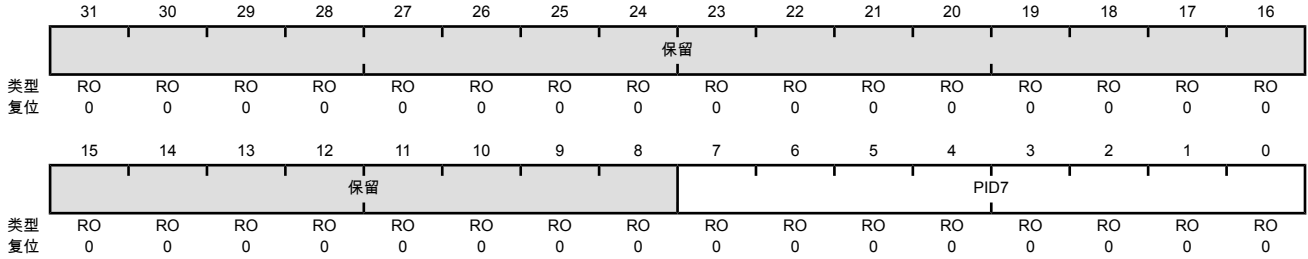 31 30 29 28 27 26 25 24 23 22 21 20 19 18 17 16
保留
类型 RO RO RO RO RO RO RO RO RO RO RO RO RO RO RO RO
复位 0 0 0 0 0 0 0 0 0 0 0 0 0 0 0 0
15 14 13 12 11 10 9 8 7 6 5 4 3 2 1 0
保留 PID7
类型 RO RO RO RO RO RO RO RO RO RO RO RO RO RO RO RO
复位 0 0 0 0 0 0 0 0 0 0 0 0 0 0 0 0